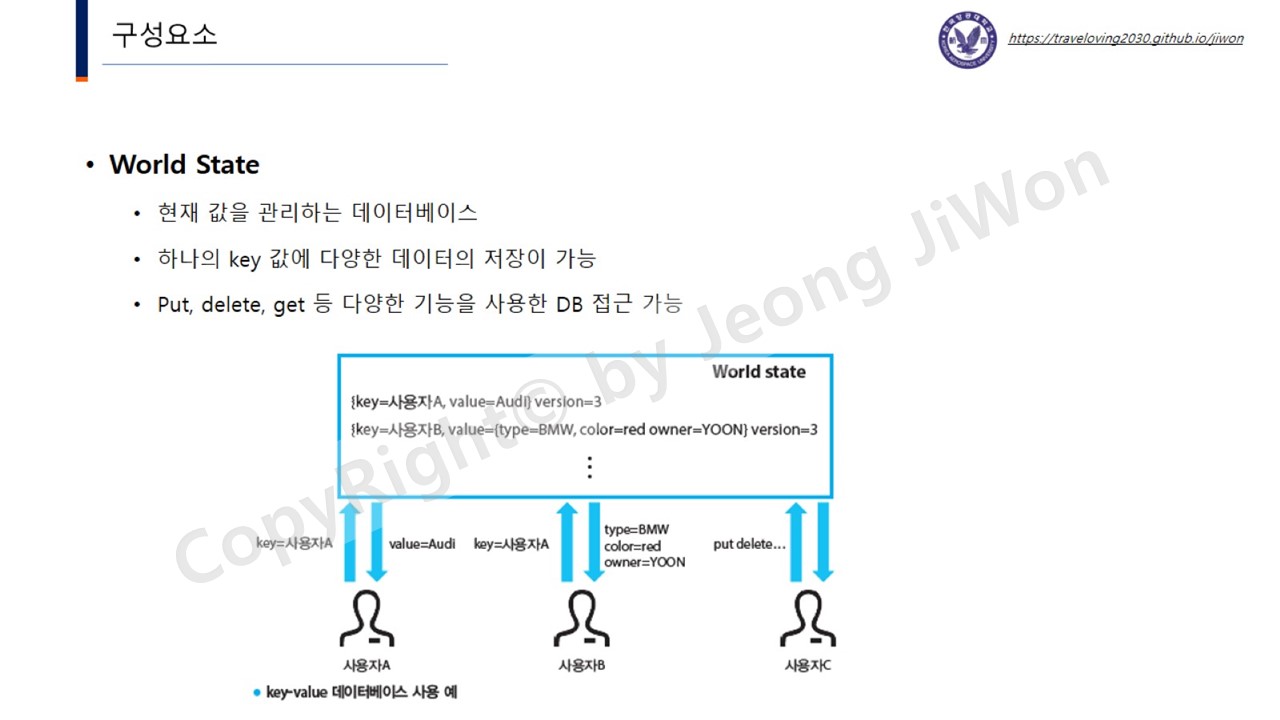 구성요소
https://traveloving2030.github.io/jiwon
• World State
• 현재 값을 관리하는 데이터베이스
• 하나의 key 값에 다양한 데이터의 저장이 가능
• Put, delete, get 등 다양한 기능을 사용한 DB 접근 가능
World state
{key=사용자A, value=Audi} version=3
{key=사용자B, value={type=BMW, color=red owner=YOON} version=3
⋮
key=사용자A
value=Audi
key=사용자A
type=BMW
color=red
owner=YOON
put delete...
사용자A
사용자B
사용자C
• key-value 데이터베이스 사용 예
CopyRight© by Jeong JiWon